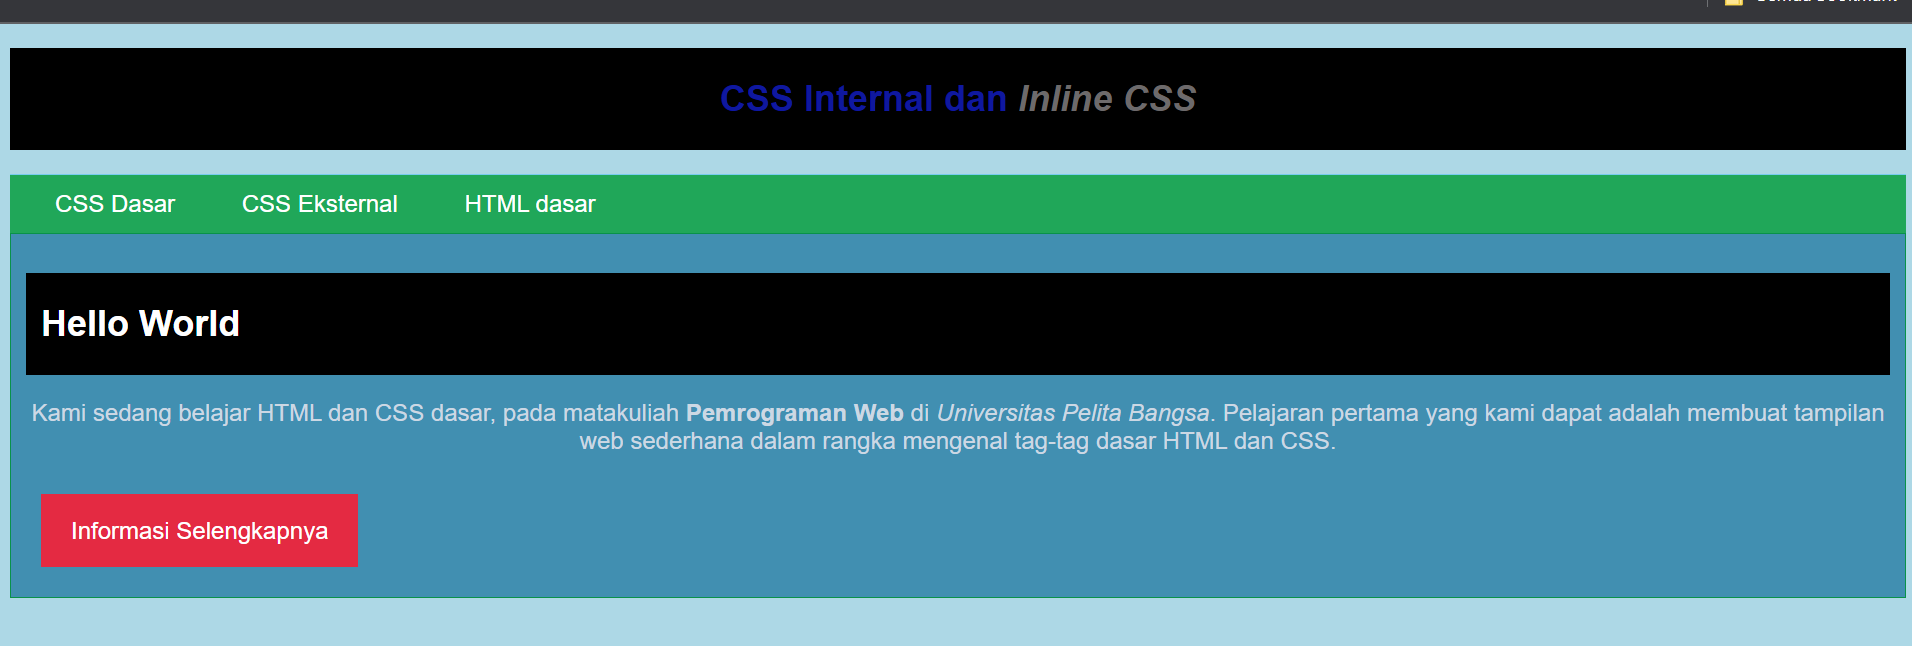 CSS Internal dan Inline CSS
CSS Dasar CSS Eksternal HTML dasar
Hello World
Kami sedang belajar HTML dan CSS dasar, pada matakuliah Pemrograman Web di Universitas Pelita Bangsa. Pelajaran pertama yang kami dapat adalah membuat tampilan
web sederhana dalam rangka mengenal tag-tag dasar HTML dan CSS.
Informasi Selengkapnya